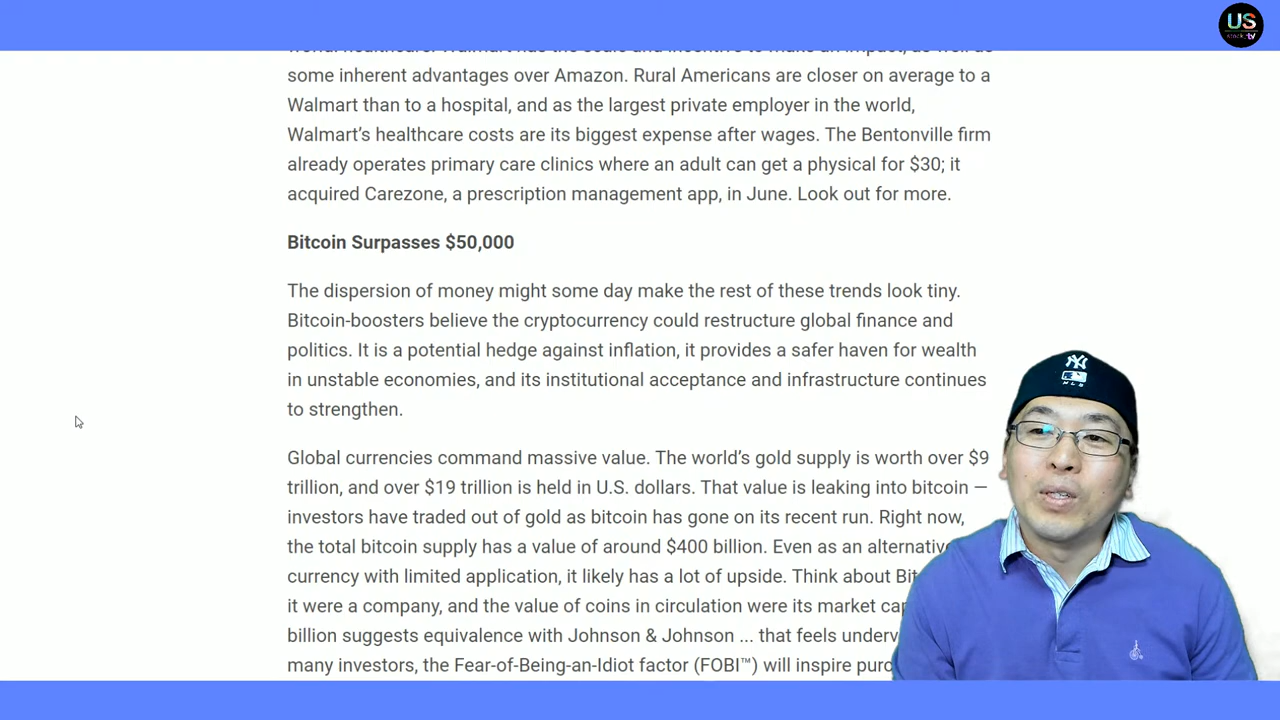 US
stock.tv
some inherent advantages over Amazon. Rural Americans are closer on average to a
Walmart than to a hospital, and as the largest private employer in the world,
Walmart’s healthcare costs are its biggest expense after wages. The Bentonville firm
already operates primary care clinics where an adult can get a physical for $30; it
acquired Carezone, a prescription management app, in June. Look out for more.
Bitcoin Surpasses $50,000
The dispersion of money might some day make the rest of these trends look tiny.
Bitcoin-boosters believe the cryptocurrency could restructure global finance and
politics. It is a potential hedge against inflation, it provides a safer haven for wealth
in unstable economies, and its institutional acceptance and infrastructure continues
to strengthen.
Global currencies command massive value. The world’s gold supply is worth over $9
trillion, and over $19 trillion is held in U.S. dollars. That value is leaking into bitcoin —
investors have traded out of gold as bitcoin has gone on its recent run. Right now,
the total bitcoin supply has a value of around $400 billion. Even as an alternative
currency with limited application, it likely has a lot of upside. Think about
it were a company, and the value of coins in circulation were its market
billion suggests equivalence with Johnson & Johnson ... that feels
many investors, the Fear-of-Being-an-Idiot factor (FOBI™) will inspire
NY
MLB